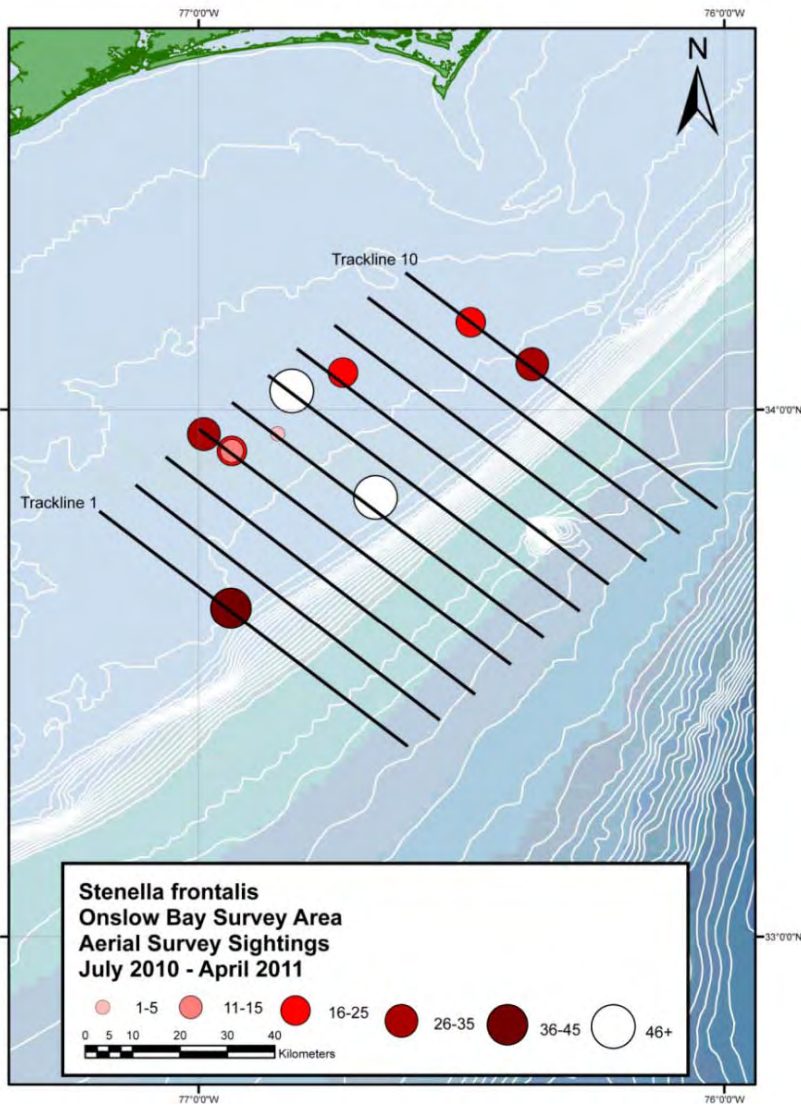 77°0'0"W
76°0'0"W
N
Trackline 10
34°0'0"N
Trackline 1
33°0'0"N
Stenella frontalis
Onslow Bay Survey Area
Aerial Survey Sightings
July 2010 - April 2011
1-5
11-15
16-25
26-35
36-45
46+
0 5 10 20 30 40
Kilometers
77°0'0"W
76°0'0"W